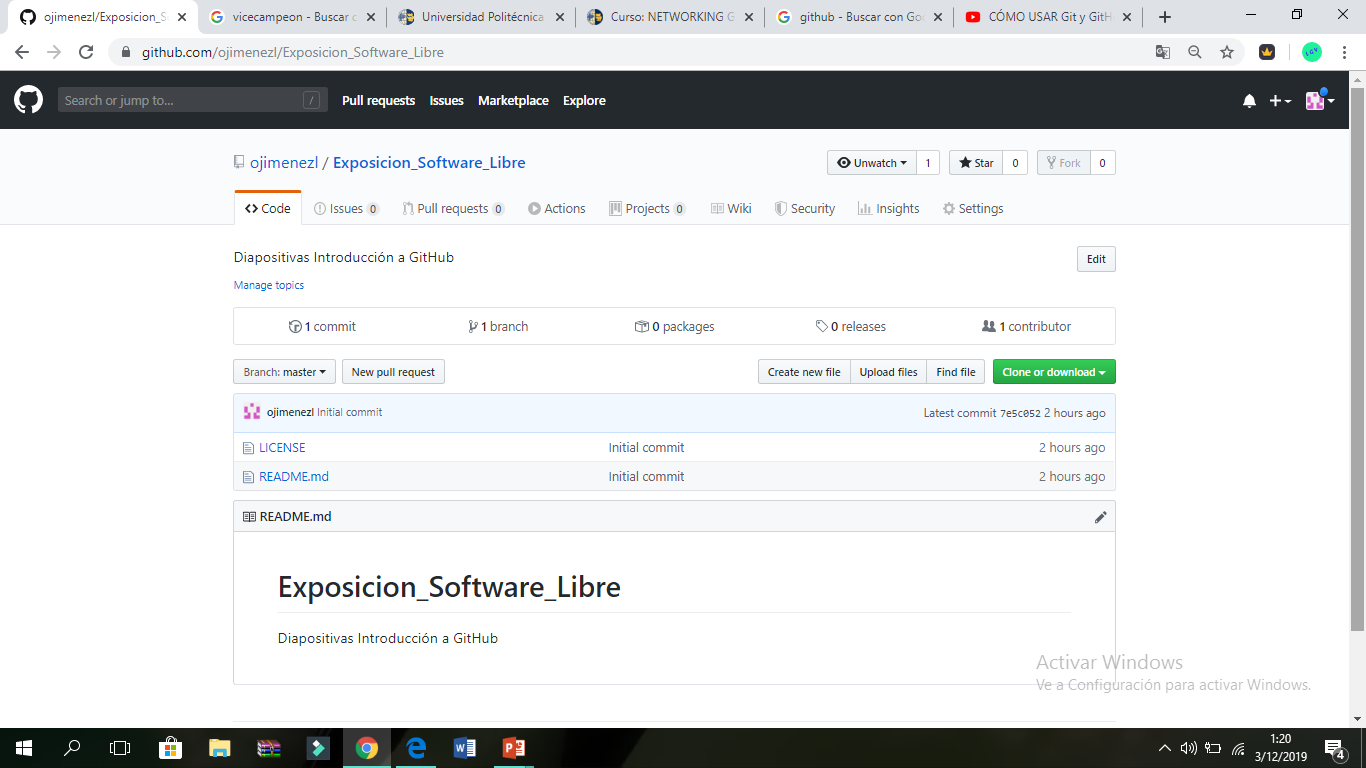 ojimenezl/Exposicion_S
vicecampeon - Buscar c
Universidad Politécnica
Curso: NETWORKING G
github - Buscar con Go
CÓMO USAR Git y GitH
github.com/ojimenezl/Exposicion_Software_Libre
Search or jump to... /
Pull requests Issues Marketplace Explore
ojimenezl / Exposicion_Software_Libre
Unwatch 1 Star 0 Fork 0
Code Issues 0 Pull requests 0 Actions Projects 0 Wiki Security Insights Settings
Diapositivas Introducción a GitHub
Edit
Manage topics
1 commit 1 branch 0 packages 0 releases 1 contributor
Branch: master New pull request Create new file Upload files Find file Clone or download
ojimenezl Initial commit Latest commit 7e5c052 2 hours ago
LICENSE Initial commit 2 hours ago
README.md Initial commit 2 hours ago
README.md
Exposicion_Software_Libre
Diapositivas Introducción a GitHub
Activar Windows
Ve a Configuración para activar Windows.
1:20
3/12/2019
4